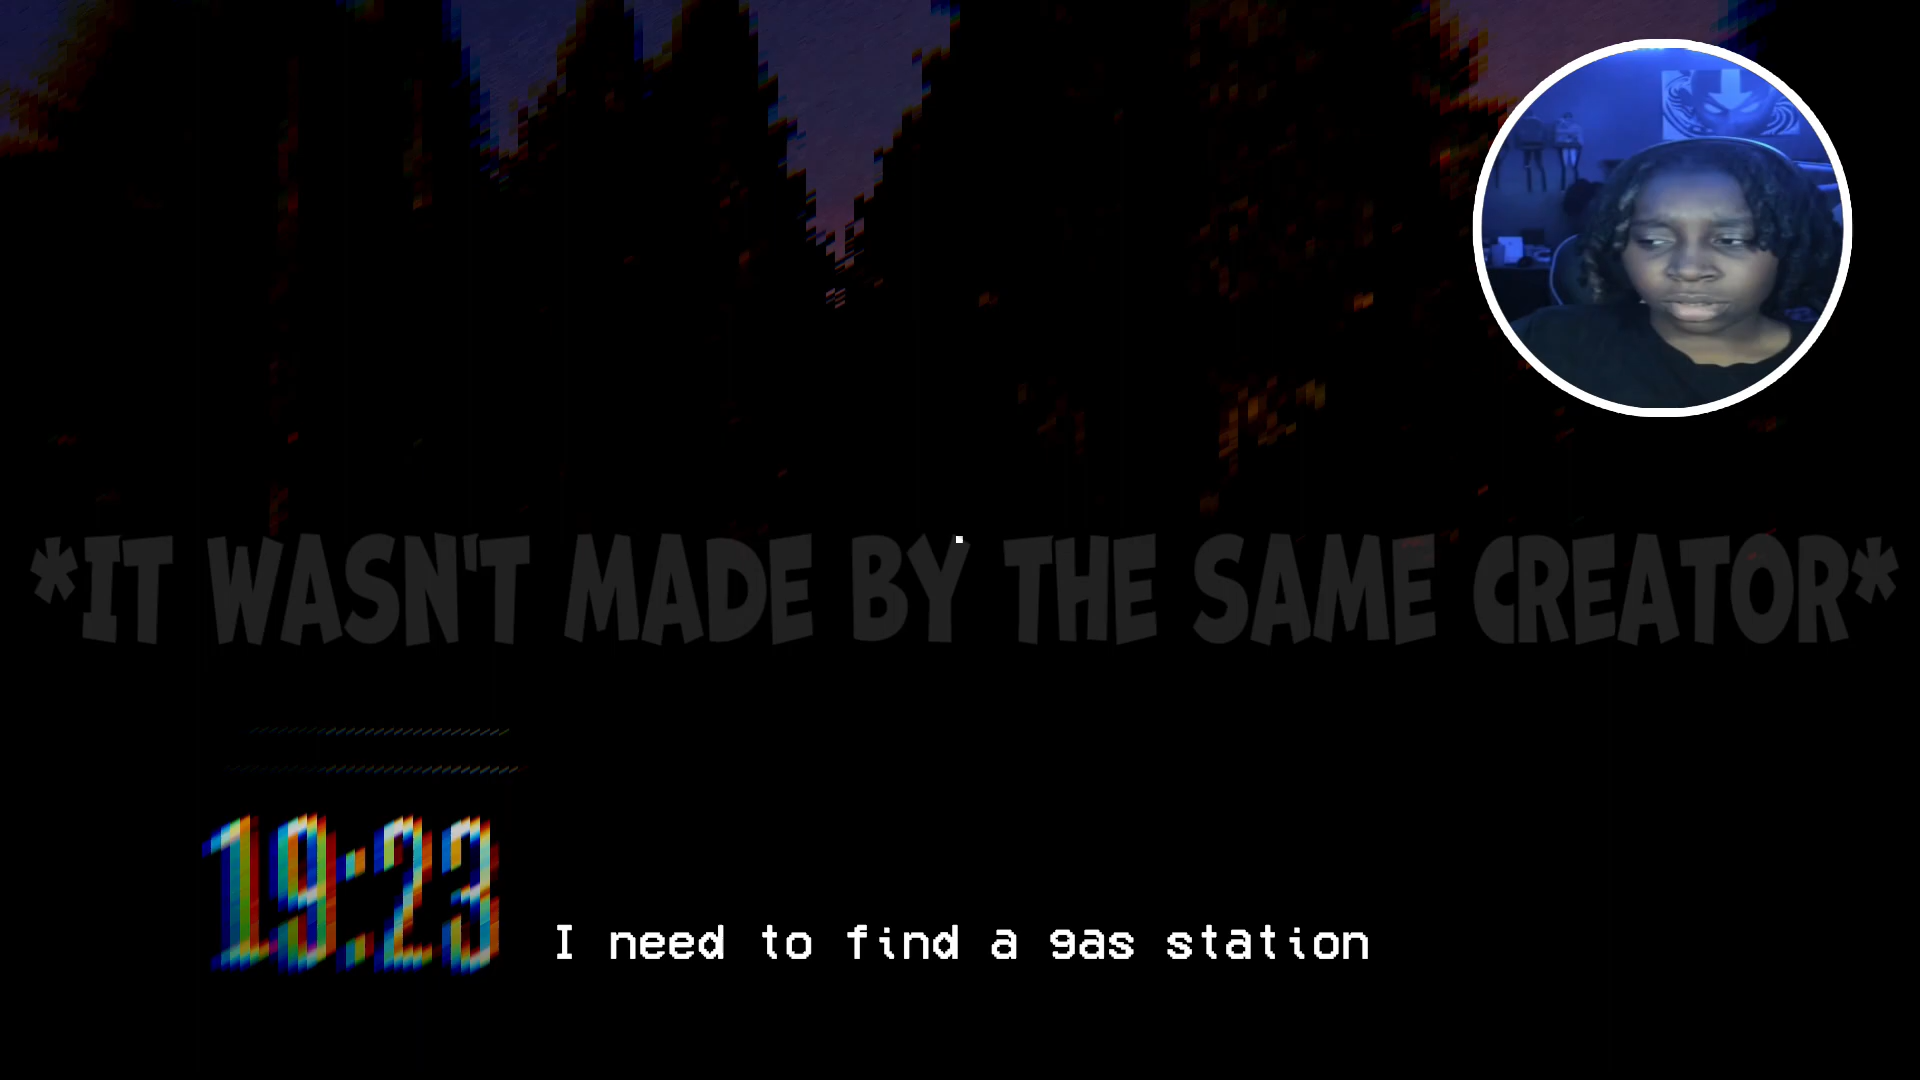 *IT WASN'T MADE BY THE SAME CREATOR*
19:23
I need to find a gas station